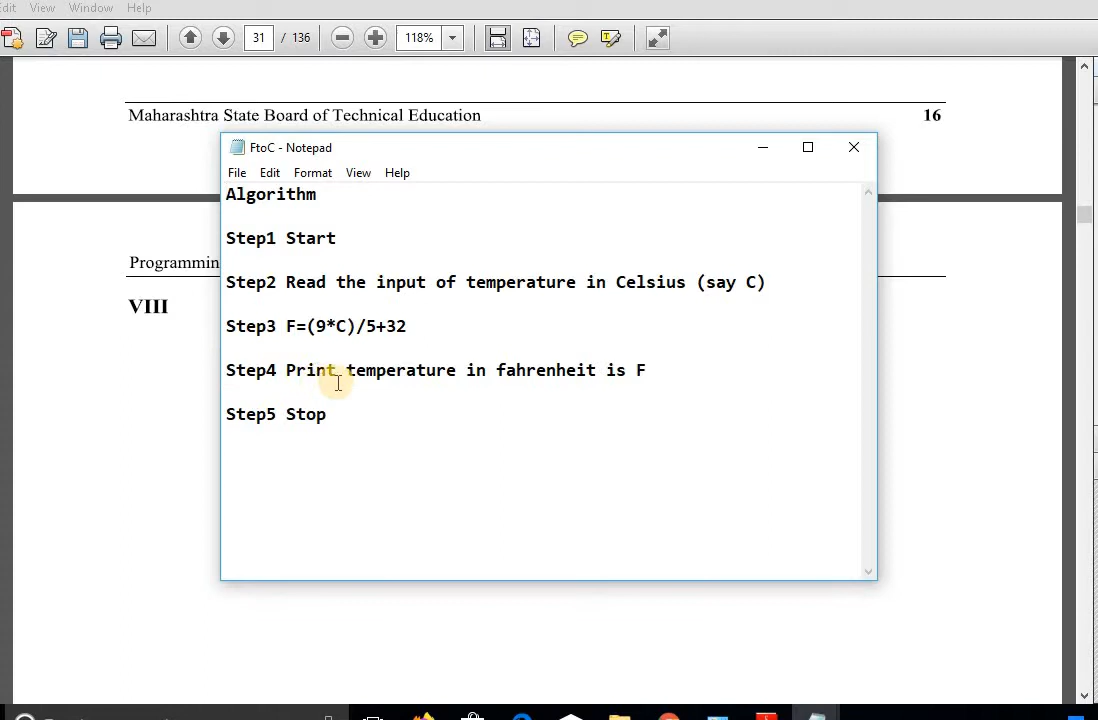 Edit View Window Help
31 / 136 118%
Maharashtra State Board of Technical Education 16
FtoC - Notepad
File Edit Format View Help
Algorithm
Step1 Start
Programmin
Step2 Read the input of temperature in Celsius (say C)
VIII
Step3 F=(9*C)/5+32
Step4 Print temperature in fahrenheit is F
Step5 Stop